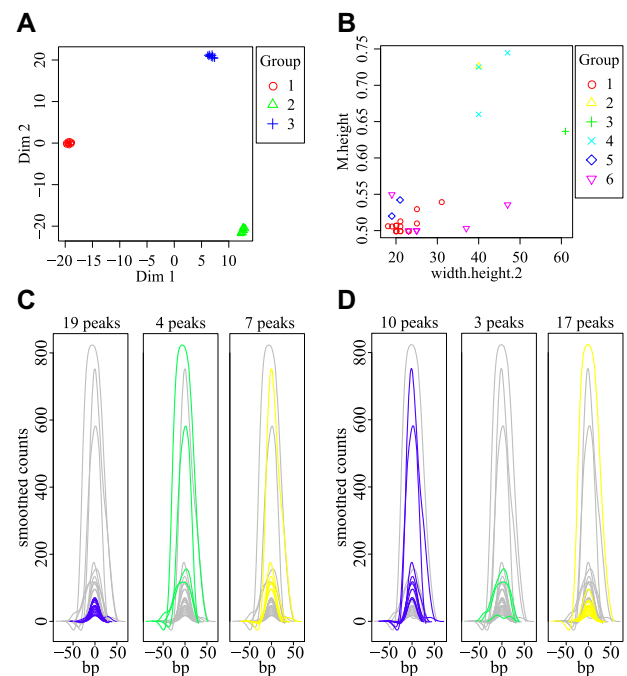 A
B
Group
1
2
3
20
10
0
−10
−20
Dim 2
−20 −15 −10 −5 0 5 10
Dim 1
Group
1
2
3
4
5
6
0.75
0.70
0.65
0.60
0.55
0.50
M.height
20 30 40 50 60
width.height.2
C
D
19 peaks 4 peaks 7 peaks
10 peaks 3 peaks 17 peaks
800
600
400
200
0
smoothed counts
−50 0 50 −50 0 50 −50 0 50
bp bp bp
800
600
400
200
0
smoothed counts
−50 0 50 −50 0 50 −50 0 50
bp bp bp